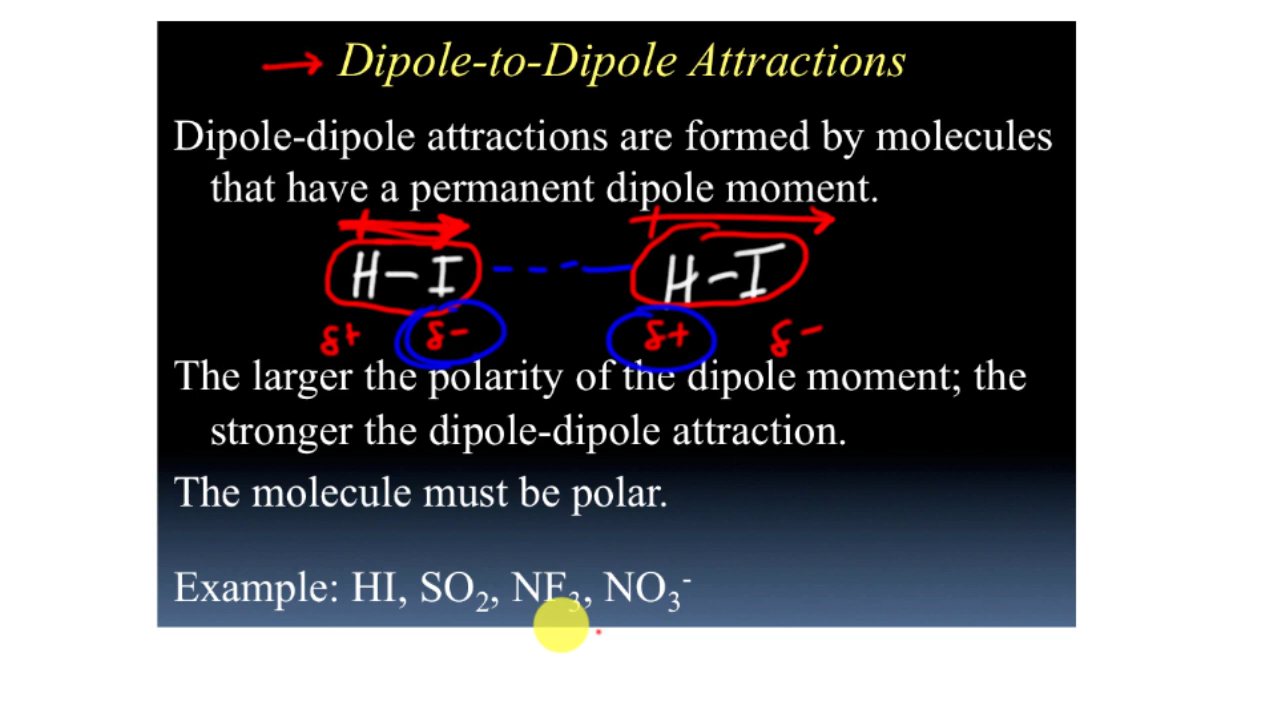 Dipole-to-Dipole Attractions
Dipole-dipole attractions are formed by molecules
that have a permanent dipole moment.
H-I H-I
δ+ δ- δ+ δ-
The larger the polarity of the dipole moment; the
stronger the dipole-dipole attraction.
The molecule must be polar.
Example: HI, SO₂, NF₃, NO₃⁻